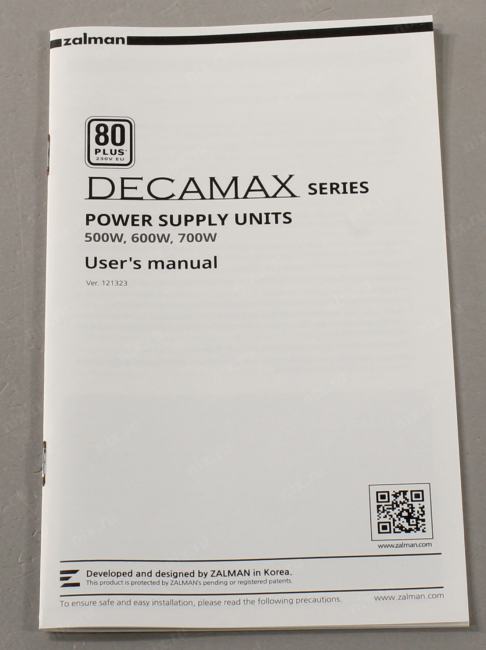 zalman
80
PLUS
230V EU
DECAMAX SERIES
POWER SUPPLY UNITS
500W, 600W, 700W
User's manual
Ver. 121323
www.zalman.com
Developed and designed by ZALMAN in Korea.
This product is protected by ZALMAN's pending or registered patents.
To ensure safe and easy installation, please read the following precautions.
www.zalman.com